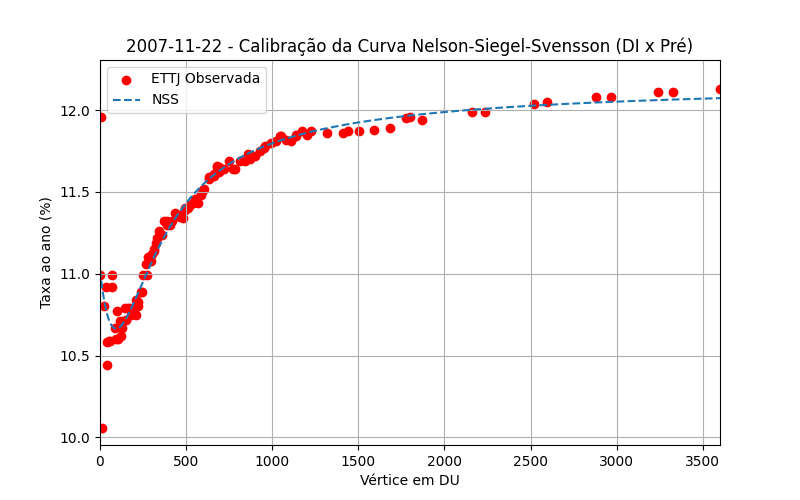 2007-11-22 - Calibração da Curva Nelson-Siegel-Svensson (DI x Pré)
ETTJ Observada
NSS
Taxa ao ano (%)
12.0
11.5
11.0
10.5
10.0
0 500 1000 1500 2000 2500 3000 3500
Vértice em DU